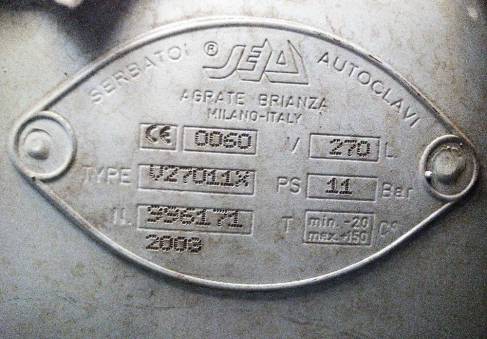 SERBATOI ® SEA AUTOCLAVI
AGRATE BRIANZA
MILANO-ITALY
CE 0060 V 270 L
TYPE V27011X PS 11 Bar
996171 T min. -20 C°
max. +150
2008